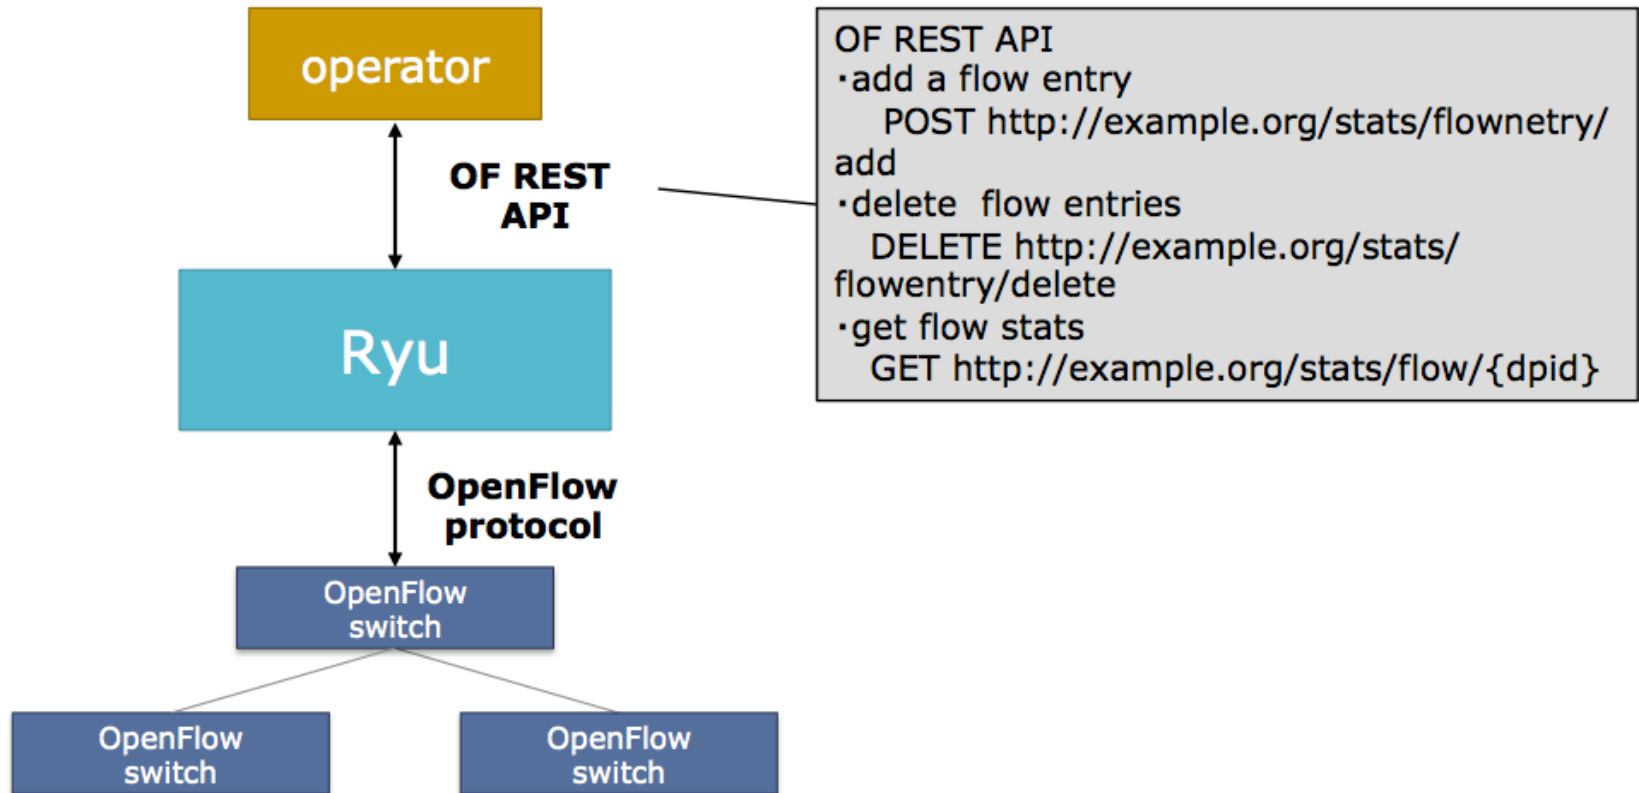 operator
OF REST
API
Ryu
OpenFlow
protocol
OpenFlow
switch
OpenFlow
switch
OpenFlow
switch
OF REST API
·add a flow entry
POST http://example.org/stats/flownetry/
add
·delete flow entries
DELETE http://example.org/stats/
flowentry/delete
·get flow stats
GET http://example.org/stats/flow/{dpid}